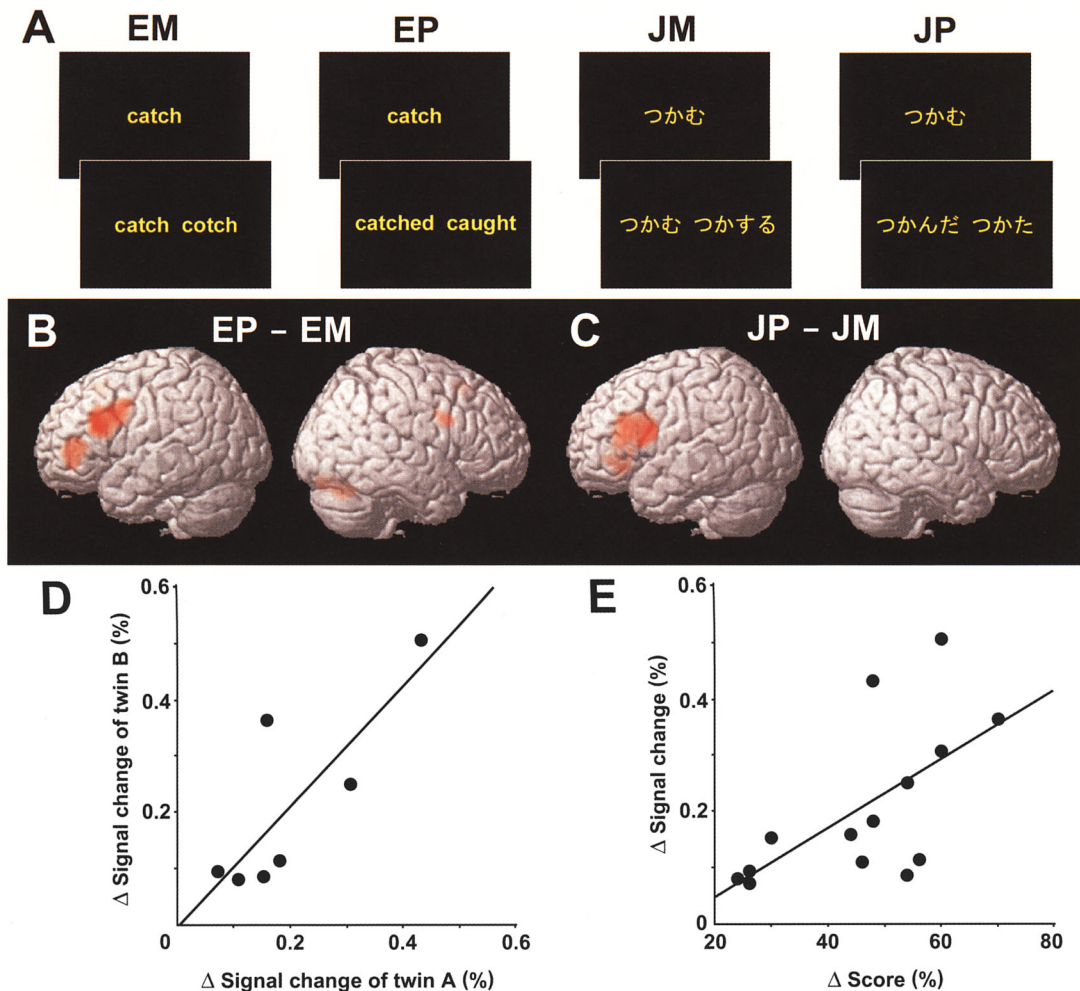 A
EM EP JM JP
catch catch つかむ つかむ
catch cotch catched caught つかむ つかする つかんだ つかた
B EP – EM
C JP – JM
D
Δ Signal change of twin B (%)
0.6
0.4
0.2
0 0.2 0.4 0.6
Δ Signal change of twin A (%)
E
Δ Signal change (%)
0.6
0.4
0.2
0
20 40 60 80
Δ Score (%)